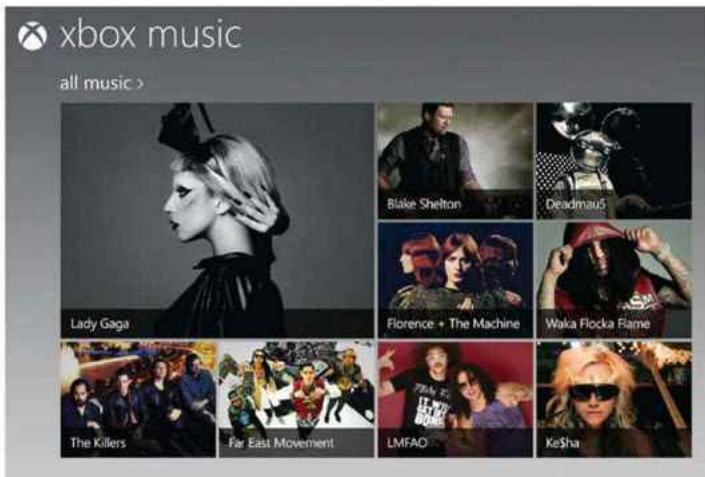 xbox music
all music >
Lady Gaga
Blake Shelton
Deadmau5
Florence + The Machine
Waka Flocka Flame
The Killers
Far East Movement
LMFAO
Ke$ha